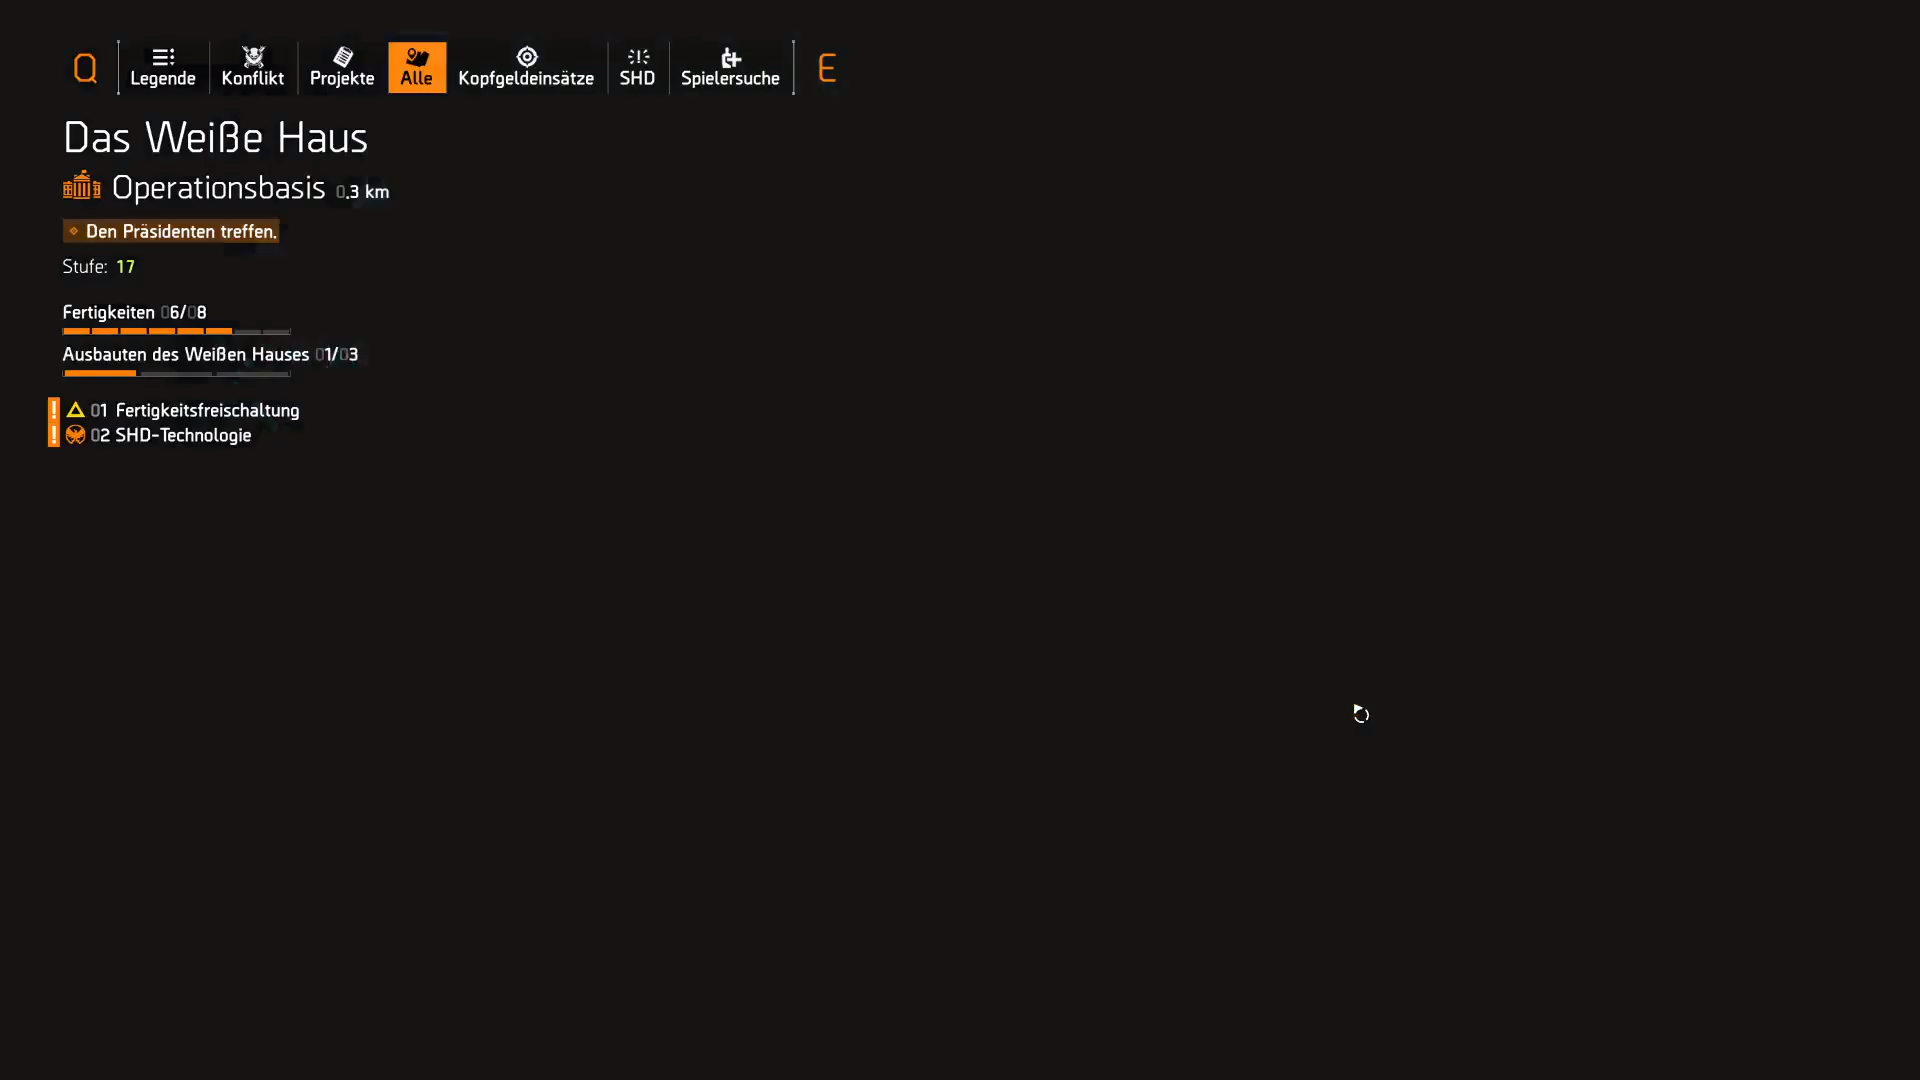 Q Legende Konflikt Projekte Alle Kopfgeldeinsätze SHD Spielersuche E
Das Weiße Haus
Operationsbasis 0.3 km
Den Präsidenten treffen.
Stufe: 17
Fertigkeiten 06/08
Ausbauten des Weißen Hauses 01/03
01 Fertigkeitsfreischaltung
02 SHD-Technologie